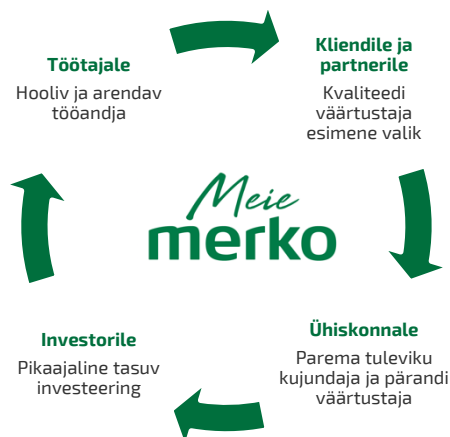 Töötajale
Hooliv ja arendav
tööandja
Kliendile ja
partnerile
Kvaliteedi
väärtustaja
esimene valik
Meie
merko
Investorile
Pikaajaline tasuv
investeering
Ühiskonnale
Parema tuleviku
kujundaja ja pärandi
väärtustaja